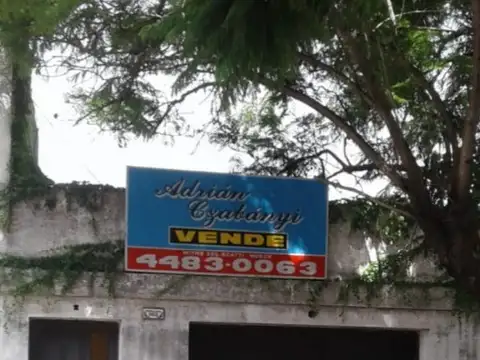 Adrián
Czabányi
VENDE
4483-0063